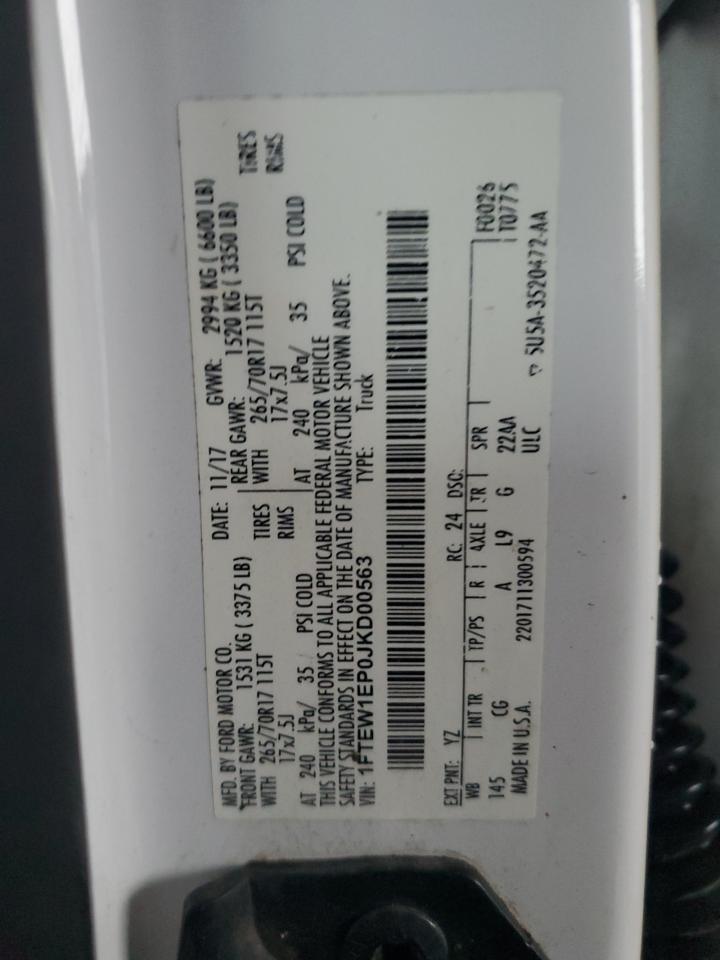 MFD. BY FORD MOTOR CO. DATE: 11/17 GVWR: 2994 KG ( 6600 LB)
FRONT GAWR: 1531 KG ( 3375 LB) REAR GAWR: 1520 KG ( 3350 LB)
WITH 265/70R17 115T TIRES WITH 265/70R17 115T TIRES
17x7.5J RIMS 17x7.5J RIMS
AT 240 kPa/ 35 PSI COLD AT 240 kPa/ 35 PSI COLD
THIS VEHICLE CONFORMS TO ALL APPLICABLE FEDERAL MOTOR VEHICLE
SAFETY STANDARDS IN EFFECT ON THE DATE OF MANUFACTURE SHOWN ABOVE.
VIN: 1FTEW1EP0JKD00563 TYPE: Truck
EXT PNT: YZ RC: 24 DSO:
WB INT TR TP/PS R AXLE TR SPR F0026
145 CG A L9 G 22AA T0775
MADE IN U.S.A. 2201711300594 ULC 5U5A-3520472-AA